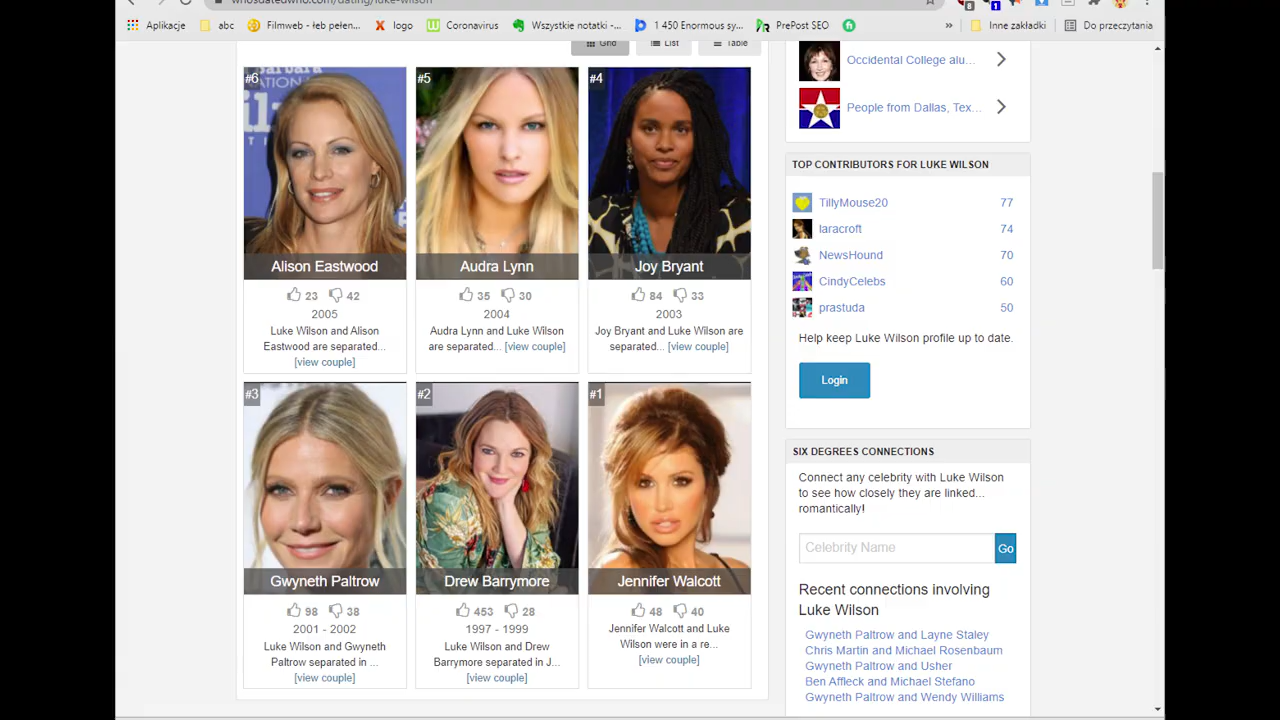 whosdatedwho.com/dating/luke-wilson
Aplikacje abc Filmweb - łeb pełen... logo Coronavirus Wszystkie notatki -... 1 450 Enormous sy... PrePost SEO » Inne zakładki Do przeczytania
8 1
Grid List Table
#6
Alison Eastwood
23 42
2005
Luke Wilson and Alison
Eastwood are separated...
[view couple]
#5
Audra Lynn
35 30
2004
Audra Lynn and Luke Wilson
are separated... [view couple]
#4
Joy Bryant
84 33
2003
Joy Bryant and Luke Wilson are
separated... [view couple]
#3
Gwyneth Paltrow
98 38
2001 - 2002
Luke Wilson and Gwyneth
Paltrow separated in ...
[view couple]
#2
Drew Barrymore
453 28
1997 - 1999
Luke Wilson and Drew
Barrymore separated in J...
[view couple]
#1
Jennifer Walcott
48 40
Jennifer Walcott and Luke
Wilson were in a re...
[view couple]
Occidental College alu...
People from Dallas, Tex...
TOP CONTRIBUTORS FOR LUKE WILSON
TillyMouse20 77
laracroft 74
NewsHound 70
CindyCelebs 60
prastuda 50
Help keep Luke Wilson profile up to date.
Login
SIX DEGREES CONNECTIONS
Connect any celebrity with Luke Wilson
to see how closely they are linked...
romantically!
Celebrity Name Go
Recent connections involving
Luke Wilson
Gwyneth Paltrow and Layne Staley
Chris Martin and Michael Rosenbaum
Gwyneth Paltrow and Usher
Ben Affleck and Michael Stefano
Gwyneth Paltrow and Wendy Williams